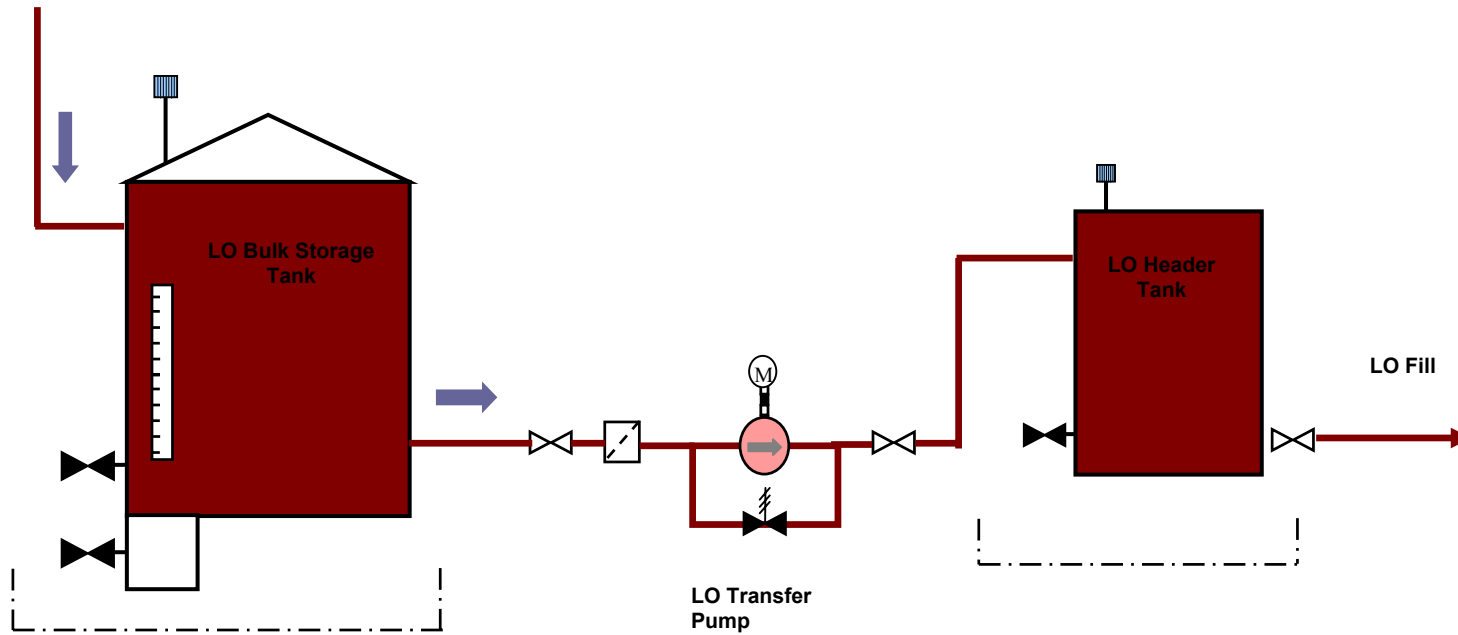 LO Bulk Storage
Tank
LO Header
Tank
LO Fill
M
LO Transfer
Pump